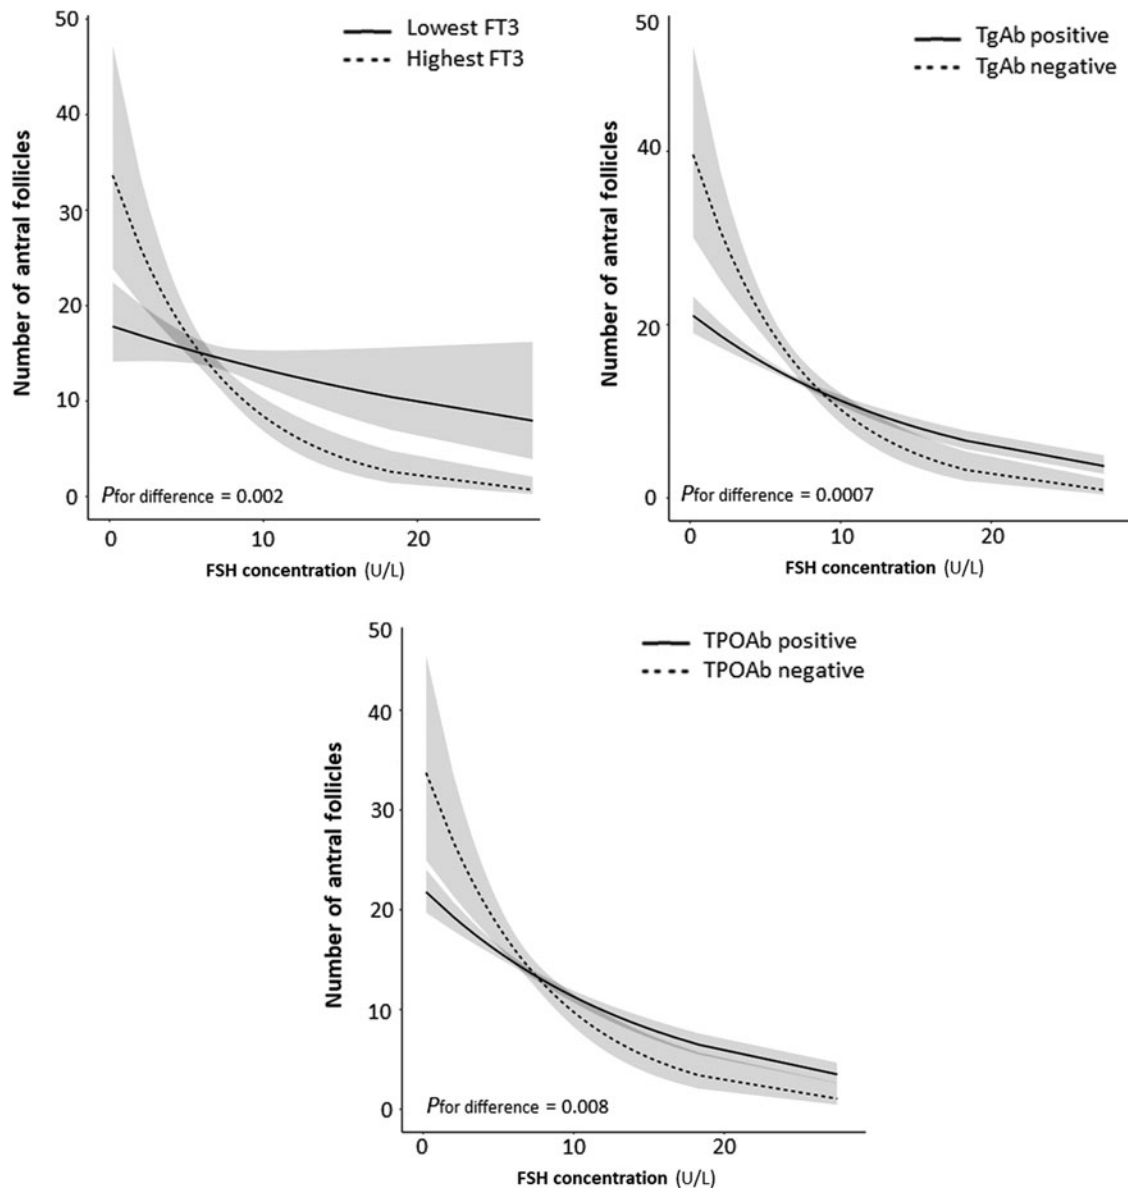 50
Lowest FT3
Highest FT3
40
30
20
10
0
Number of antral follicles
Pfor difference = 0.002
0 10 20
FSH concentration (U/L)
50
TgAb positive
TgAb negative
40
20
0
Number of antral follicles
Pfor difference = 0.0007
0 10 20
FSH concentration (U/L)
50
TPOAb positive
TPOAb negative
40
30
20
10
0
Number of antral follicles
Pfor difference = 0.008
0 10 20
FSH concentration (U/L)